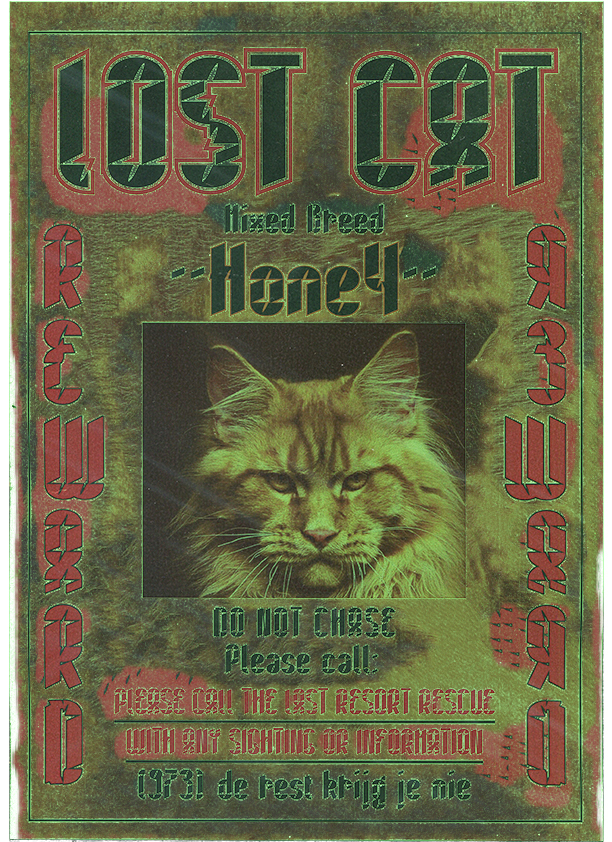 LOST CAT
Mixed Breed
"HoneY"
REWARD
REWARD
DO NOT CHASE
Please call:
PLEASE CALL THE LAST RESORT RESCUE
WITH ANY SIGHTING OR INFORMATION
(973) de rest krijg je nie